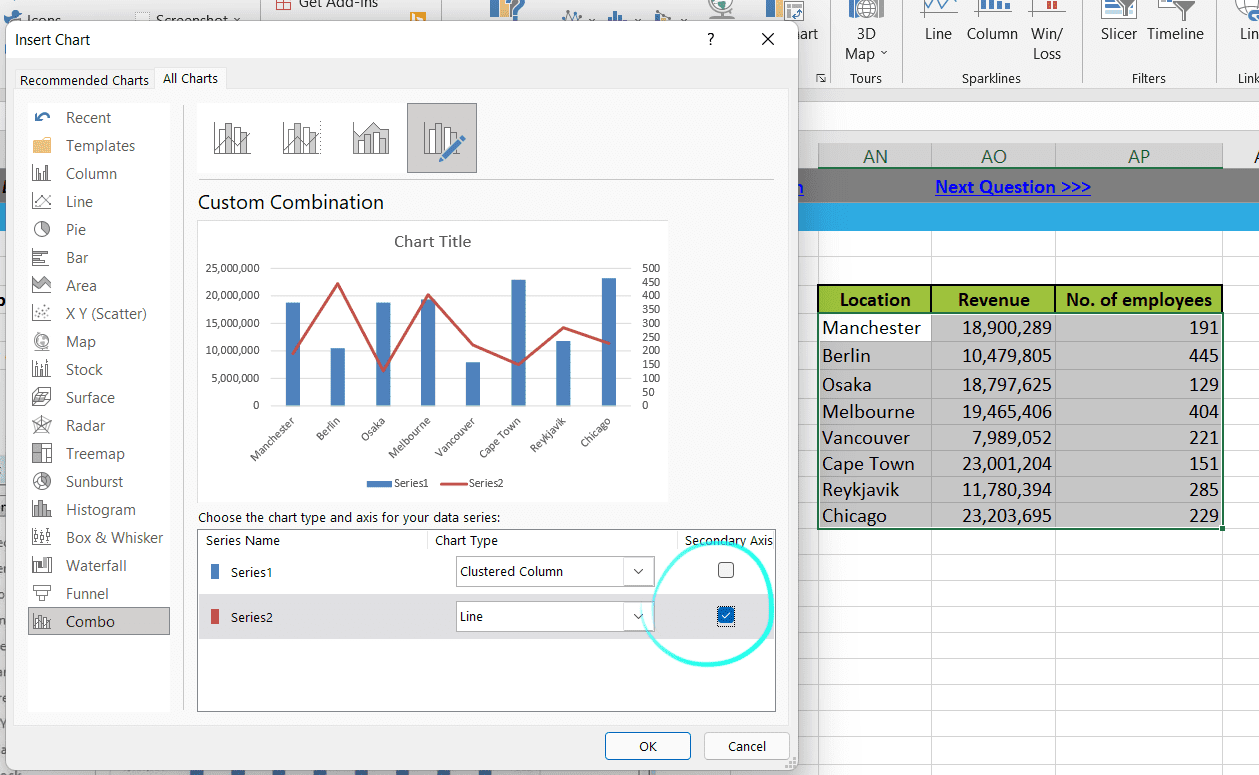 Icons
Screenshot
Get Add-ins
Insert Chart
?
Recommended Charts
All Charts
Recent
Templates
Column
Line
Pie
Bar
Area
X Y (Scatter)
Map
Stock
Surface
Radar
Treemap
Sunburst
Histogram
Box & Whisker
Waterfall
Funnel
Combo
Custom Combination
Chart Title
25,000,000
20,000,000
15,000,000
10,000,000
5,000,000
0
500
450
400
350
300
250
200
150
100
50
0
Manchester
Berlin
Osaka
Melbourne
Vancouver
Cape Town
Reykjavik
Chicago
Series1 Series2
Choose the chart type and axis for your data series:
Series Name Chart Type Secondary Axis
Series1 Clustered Column
Series2 Line
OK Cancel
3D
Map
Tours
Line Column Win/
Loss
Sparklines
Slicer Timeline
Filters
AN AO AP
Next Question >>>
Location Revenue No. of employees
Manchester 18,900,289 191
Berlin 10,479,805 445
Osaka 18,797,625 129
Melbourne 19,465,406 404
Vancouver 7,989,052 221
Cape Town 23,001,204 151
Reykjavik 11,780,394 285
Chicago 23,203,695 229